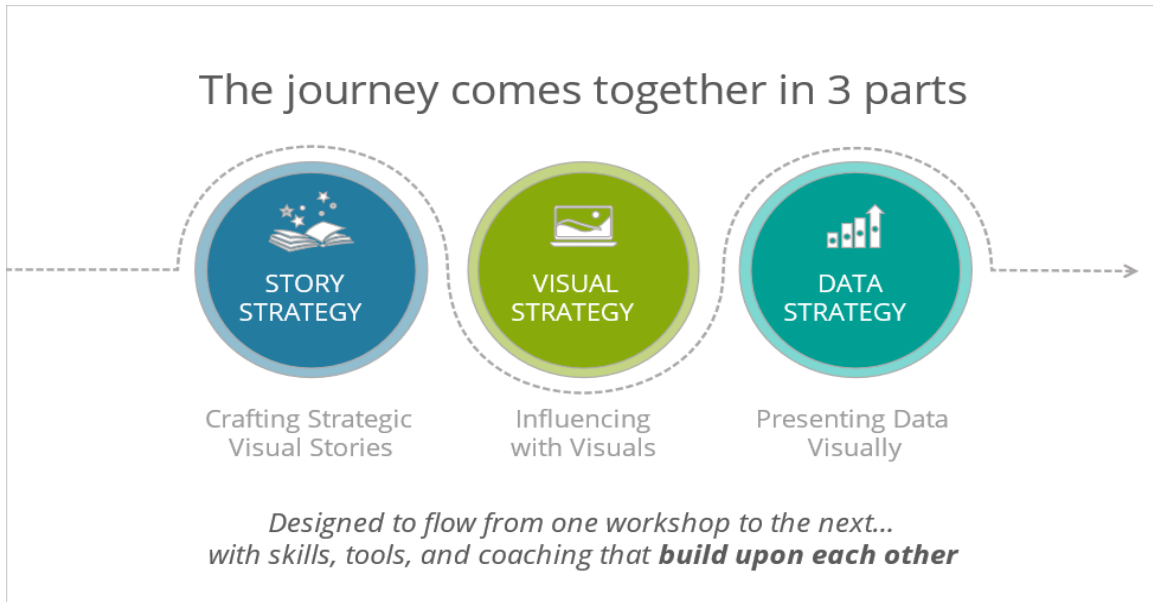 The journey comes together in 3 parts
STORY
STRATEGY
VISUAL
STRATEGY
DATA
STRATEGY
Crafting Strategic
Visual Stories
Influencing
with Visuals
Presenting Data
Visually
Designed to flow from one workshop to the next...
with skills, tools, and coaching that build upon each other